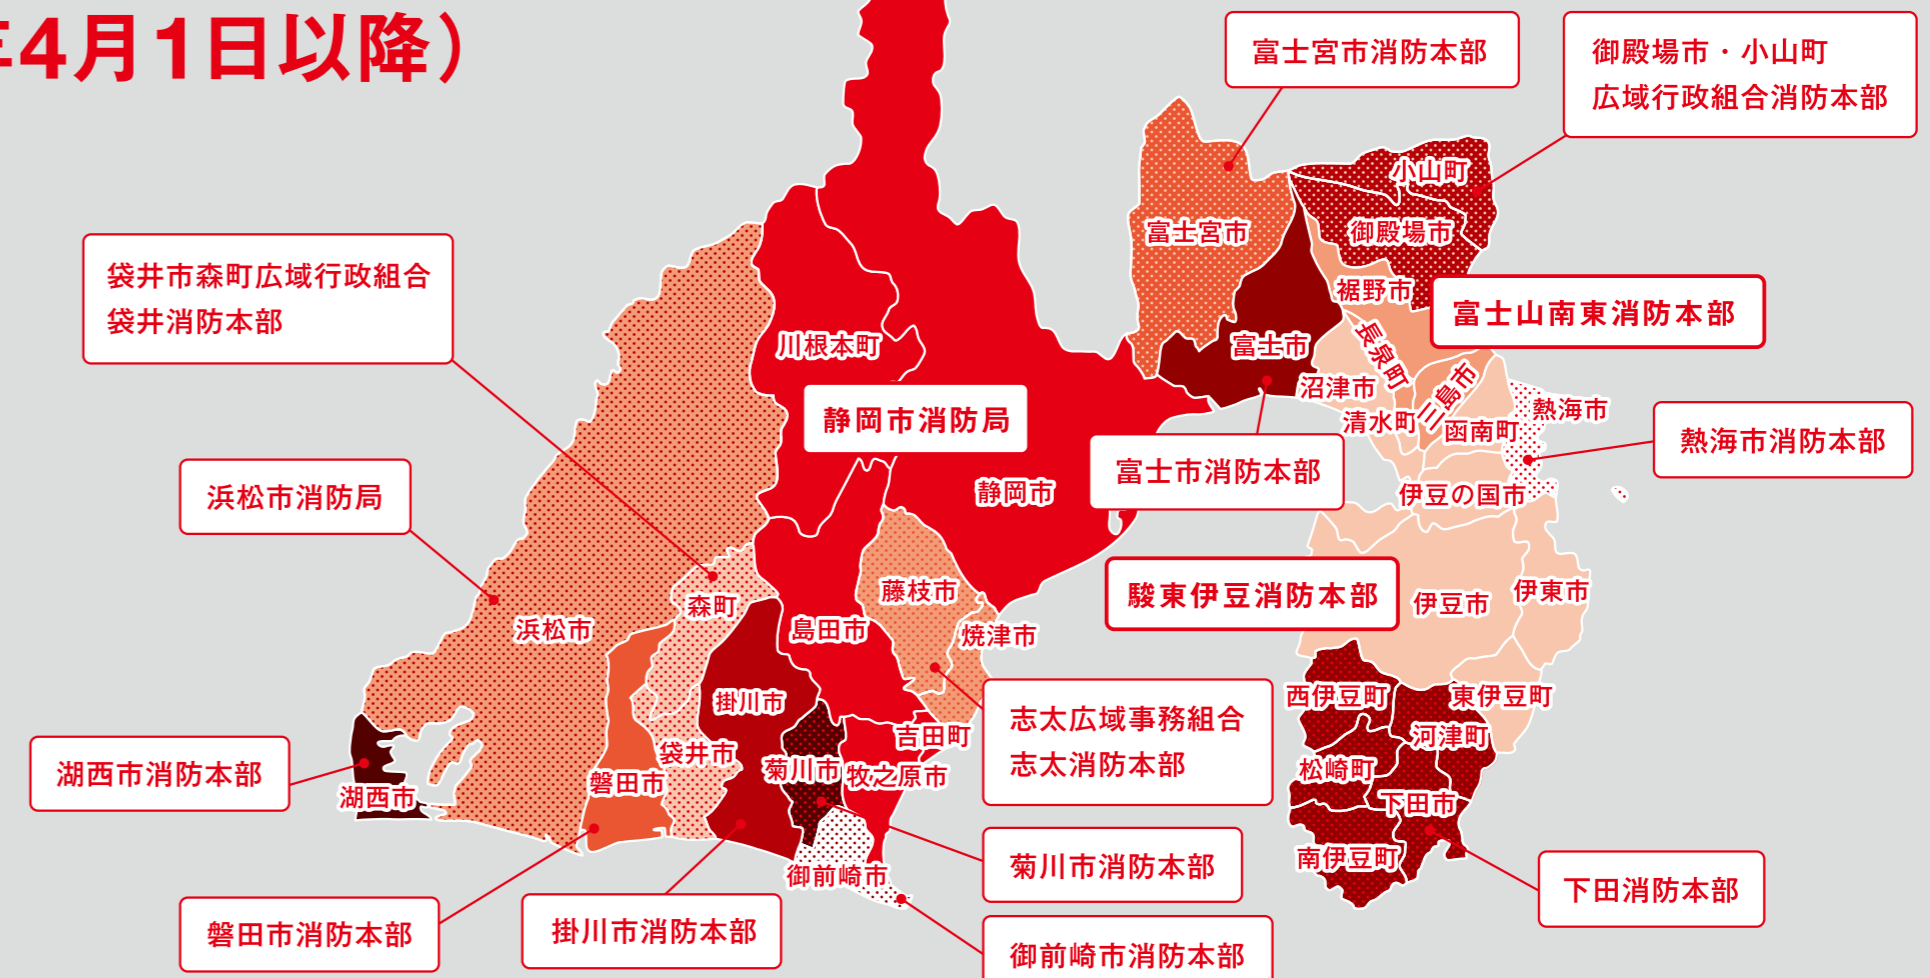 年4月1日以降）
富士宮市消防本部
御殿場市・小山町
広域行政組合消防本部
小山町
富士宮市
御殿場市
袋井市森町広域行政組合
袋井消防本部
裾野市
富士山南東消防本部
川根本町
富士市
長泉町
沼津市
三島市
静岡市消防局
清水町
函南町
熱海市
熱海市消防本部
富士市消防本部
浜松市消防局
静岡市
伊豆の国市
藤枝市
駿東伊豆消防本部
伊豆市
伊東市
森町
浜松市
島田市
焼津市
掛川市
西伊豆町
東伊豆町
志太広域事務組合
志太消防本部
吉田町
河津町
袋井市
菊川市
牧之原市
松崎町
湖西市消防本部
磐田市
湖西市
下田市
南伊豆町
菊川市消防本部
御前崎市
下田消防本部
磐田市消防本部
掛川市消防本部
御前崎市消防本部